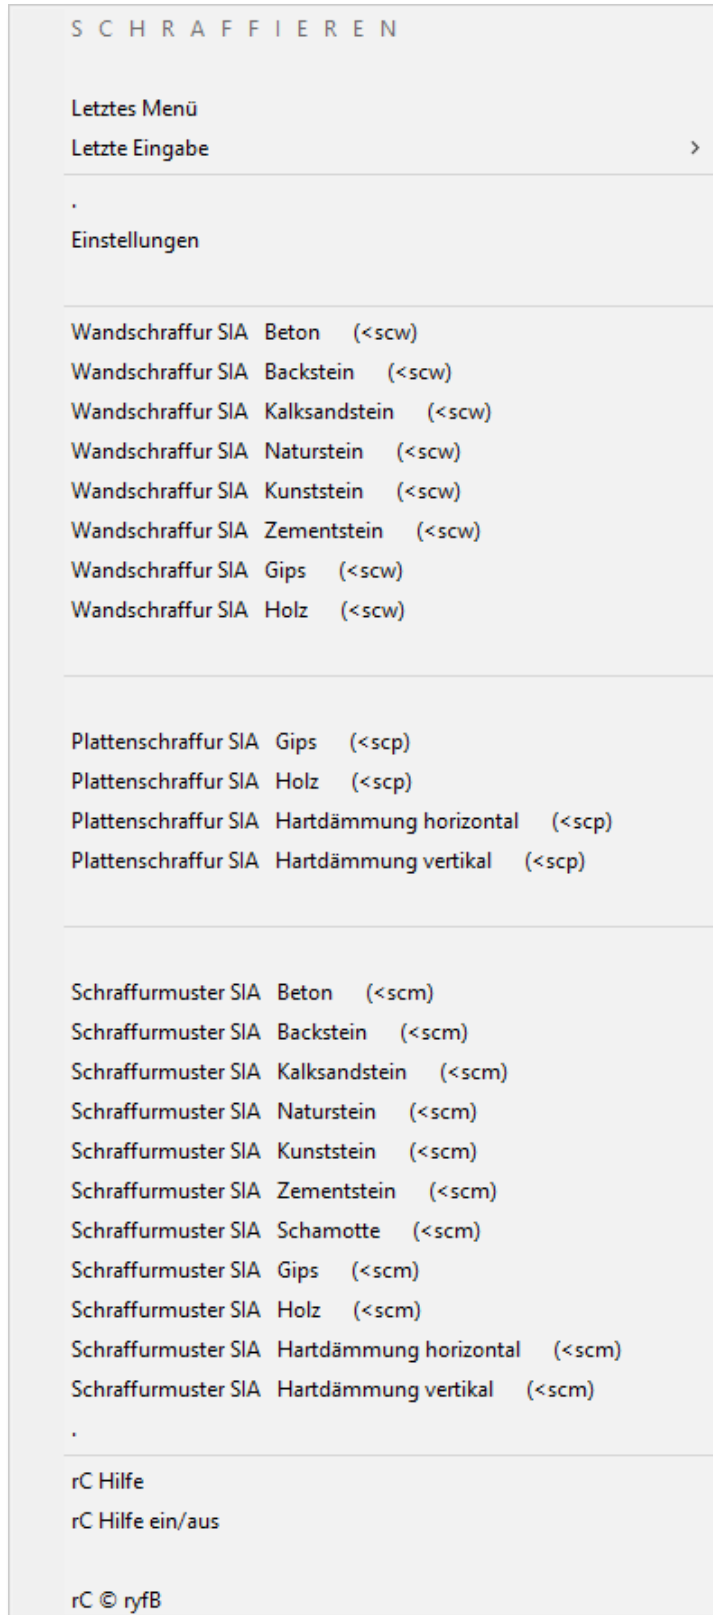 S C H R A F F I E R E N
Letztes Menü
Letzte Eingabe >
.
Einstellungen
Wandschraffur SIA Beton (<scw)
Wandschraffur SIA Backstein (<scw)
Wandschraffur SIA Kalksandstein (<scw)
Wandschraffur SIA Naturstein (<scw)
Wandschraffur SIA Kunststein (<scw)
Wandschraffur SIA Zementstein (<scw)
Wandschraffur SIA Gips (<scw)
Wandschraffur SIA Holz (<scw)
Plattenschraffur SIA Gips (<scp)
Plattenschraffur SIA Holz (<scp)
Plattenschraffur SIA Hartdämmung horizontal (<scp)
Plattenschraffur SIA Hartdämmung vertikal (<scp)
Schraffurmuster SIA Beton (<scm)
Schraffurmuster SIA Backstein (<scm)
Schraffurmuster SIA Kalksandstein (<scm)
Schraffurmuster SIA Naturstein (<scm)
Schraffurmuster SIA Kunststein (<scm)
Schraffurmuster SIA Zementstein (<scm)
Schraffurmuster SIA Schamotte (<scm)
Schraffurmuster SIA Gips (<scm)
Schraffurmuster SIA Holz (<scm)
Schraffurmuster SIA Hartdämmung horizontal (<scm)
Schraffurmuster SIA Hartdämmung vertikal (<scm)
.
rC Hilfe
rC Hilfe ein/aus
rC © ryfB